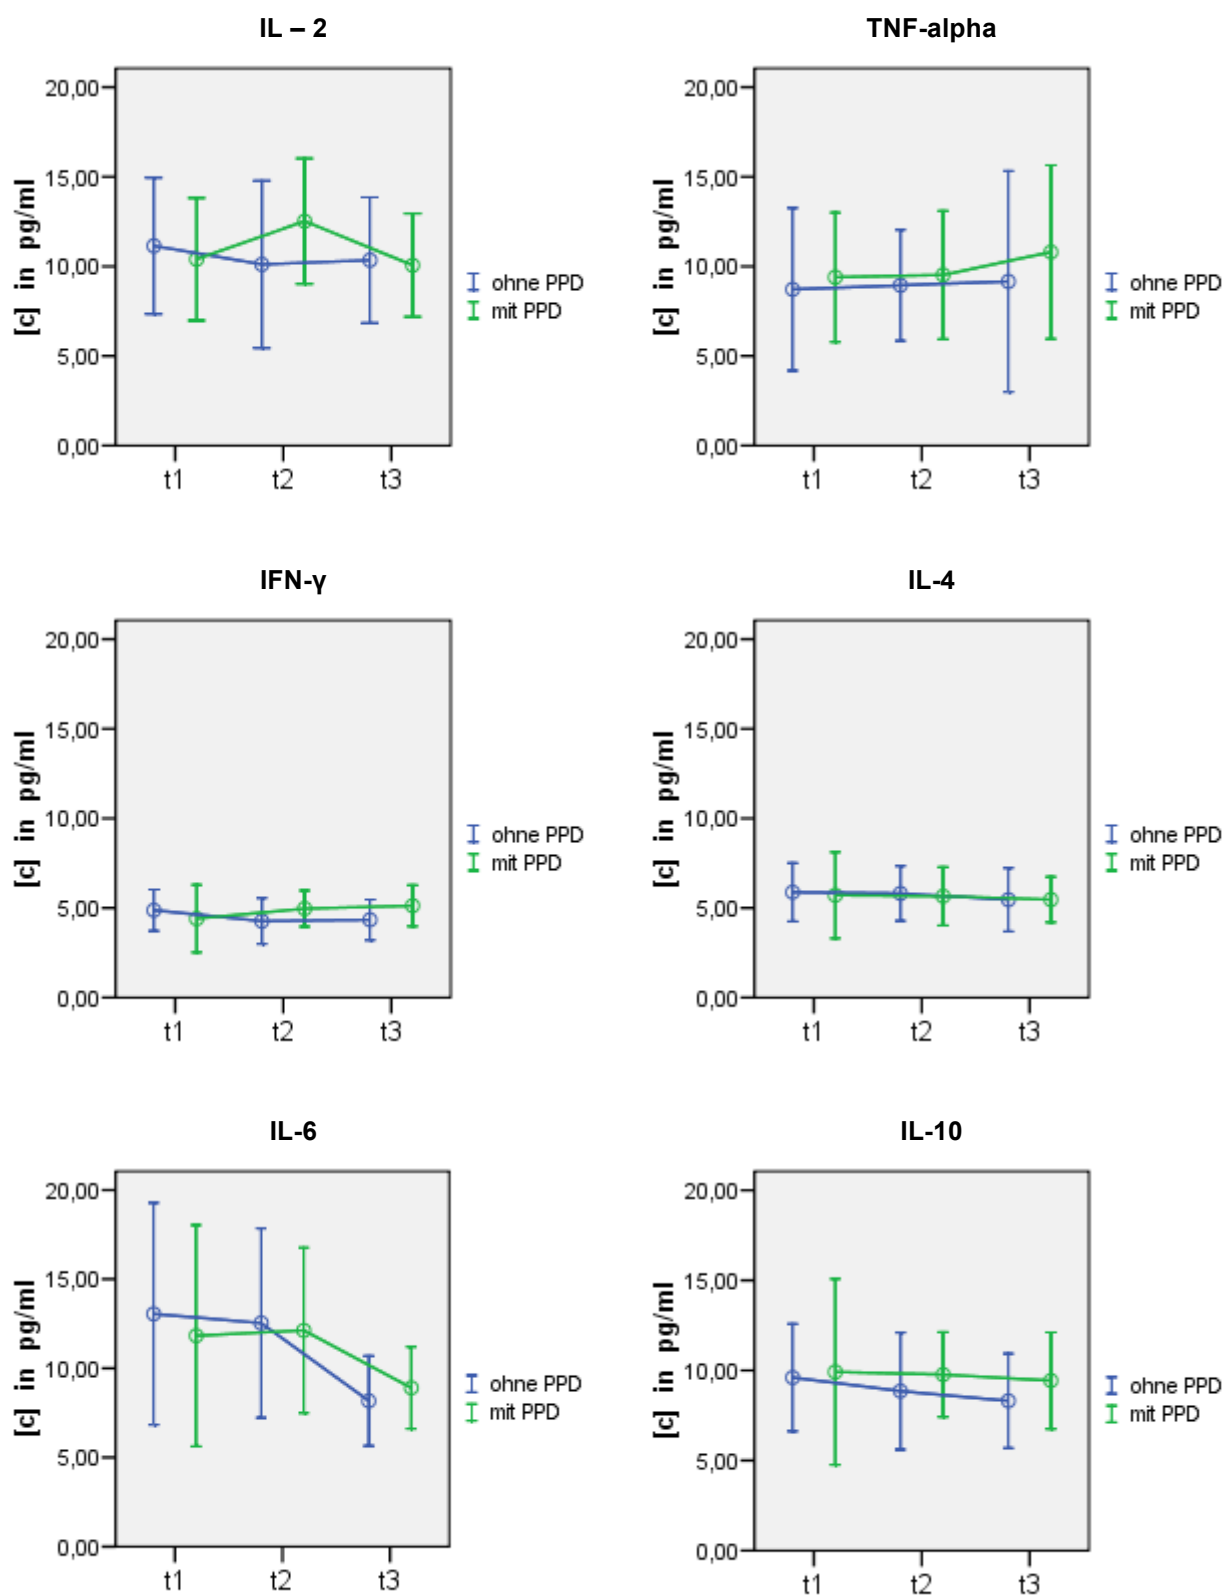 IL – 2
20,00
15,00
10,00
5,00
0,00
[c] in pg/ml
t1 t2 t3
ohne PPD
mit PPD
TNF-alpha
20,00
15,00
10,00
5,00
0,00
[c] in pg/ml
t1 t2 t3
ohne PPD
mit PPD
IFN-γ
20,00
15,00
10,00
5,00
0,00
[c] in pg/ml
t1 t2 t3
ohne PPD
mit PPD
IL-4
20,00
15,00
10,00
5,00
0,00
[c] in pg/ml
t1 t2 t3
ohne PPD
mit PPD
IL-6
20,00
15,00
10,00
5,00
0,00
[c] in pg/ml
t1 t2 t3
ohne PPD
mit PPD
IL-10
20,00
15,00
10,00
5,00
0,00
[c] in pg/ml
t1 t2 t3
ohne PPD
mit PPD